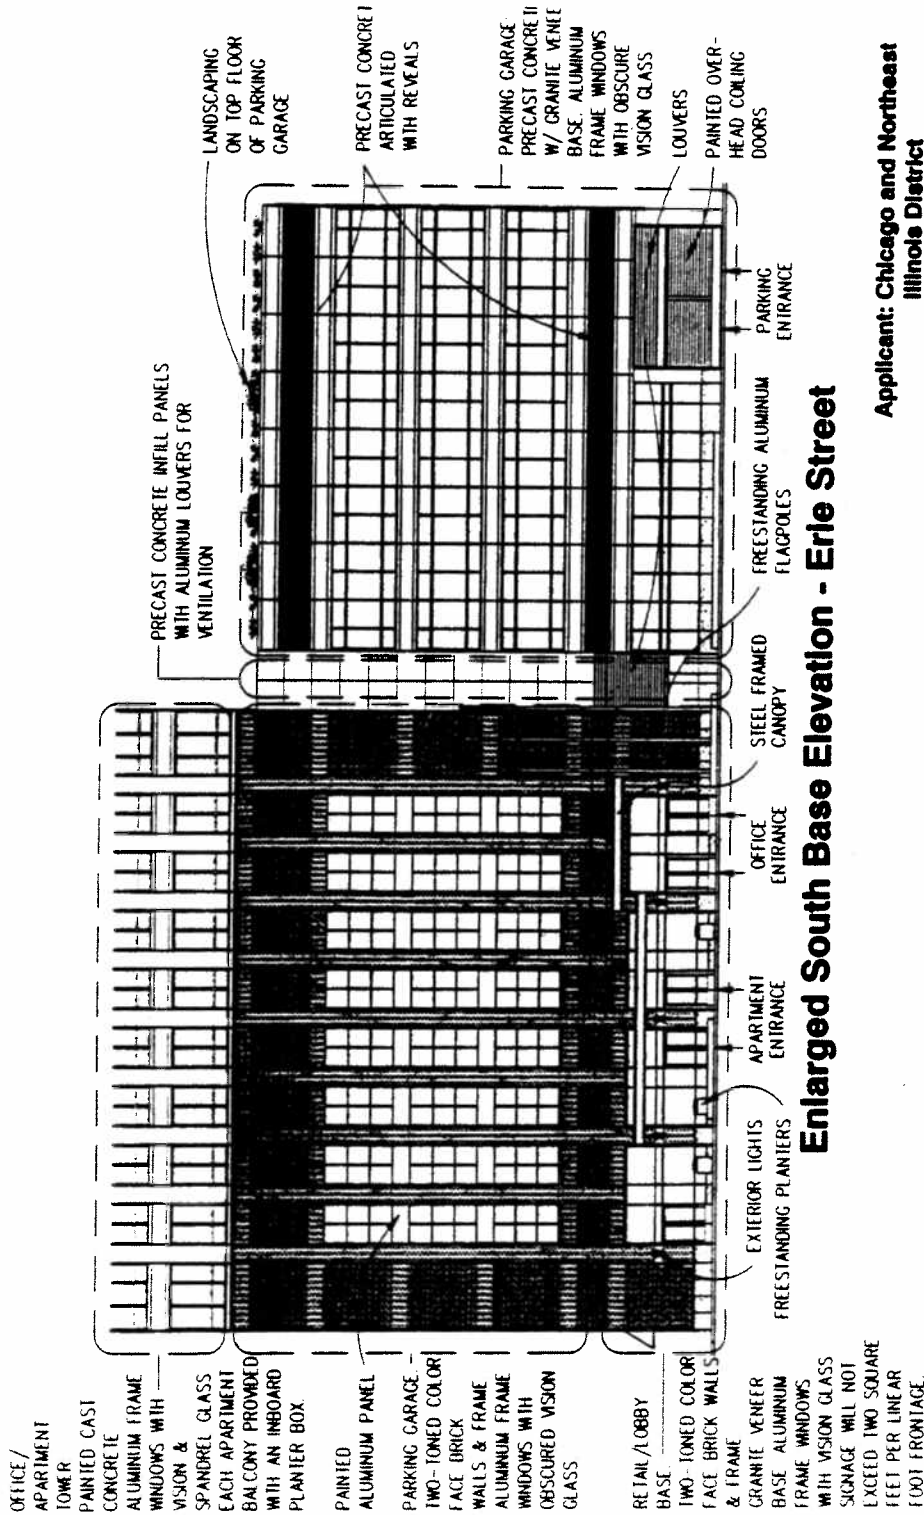 OFFICE/
APARTMENT
TOWER
PAINTED CAST
CONCRETE
ALUMINUM FRAME
WINDOWS WITH
VISION &
SPANDREL GLASS
EACH APARTMENT
BALCONY PROVIDED
WITH AN INBOARD
PLANTER BOX.
PAINTED
ALUMINUM PANEL
PARKING GARAGE.
TWO-TONED COLOR
FACE BRICK
WALLS & FRAME
ALUMINUM FRAME
WINDOWS WITH
OBSCURED VISION
GLASS
RETAIL/LOBBY
BASE.
TWO-TONED COLOR
FACE BRICK WALLS
& FRAME
GRANITE VENEER
BASE ALUMINUM
FRAME WINDOWS
WITH VISION GLASS
SIGNAGE WILL NOT
EXCEED TWO SQUARE
FEET PER LINEAR
FOOT FRONTAGE.
PRECAST CONCRETE INFILL PANELS
WITH ALUMINUM LOUVERS FOR
VENTILATION
LANDSCAPING
ON TOP FLOOR
OF PARKING
GARAGE
PRECAST CONCRE
ARTICULATED
WITH REVEALS
PARKING GARAGE.
PRECAST CONCRE
W/ GRANITE VENEE
BASE. ALUMINUM
FRAME WINDOWS
WITH OBSCURE
VISION GLASS
LOUVERS
PAINTED OVER-
HEAD COILING
DOORS
EXTERIOR LIGHTS
FREESTANDING PLANTERS
APARTMENT
ENTRANCE
OFFICE
ENTRANCE
STEEL FRAMED
CANOPY
FREESTANDING ALUMINUM
FLAGPOLES
PARKING
ENTRANCE
Enlarged South Base Elevation - Erie Street
Applicant: Chicago and Northeast
Illinois District